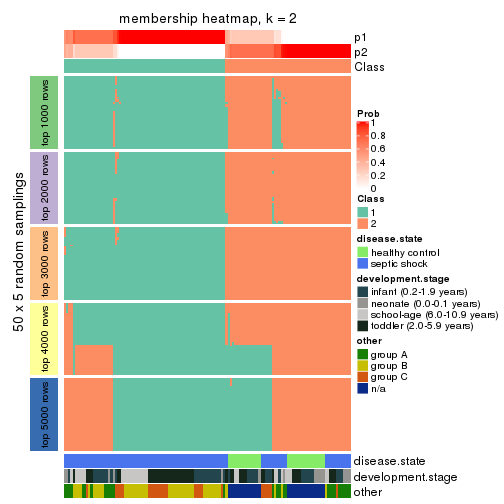 membership heatmap, k = 2
p1
p2
Class
50 x 5 random samplings
top 1000 rows
top 2000 rows
top 3000 rows
top 4000 rows
top 5000 rows
disease.state
development.stage
other
Prob
1
0.8
0.6
0.4
0.2
0
Class
1
2
disease.state
healthy control
septic shock
development.stage
infant (0.2-1.9 years)
neonate (0.0-0.1 years)
school-age (6.0-10.9 years)
toddler (2.0-5.9 years)
other
group A
group B
group C
n/a